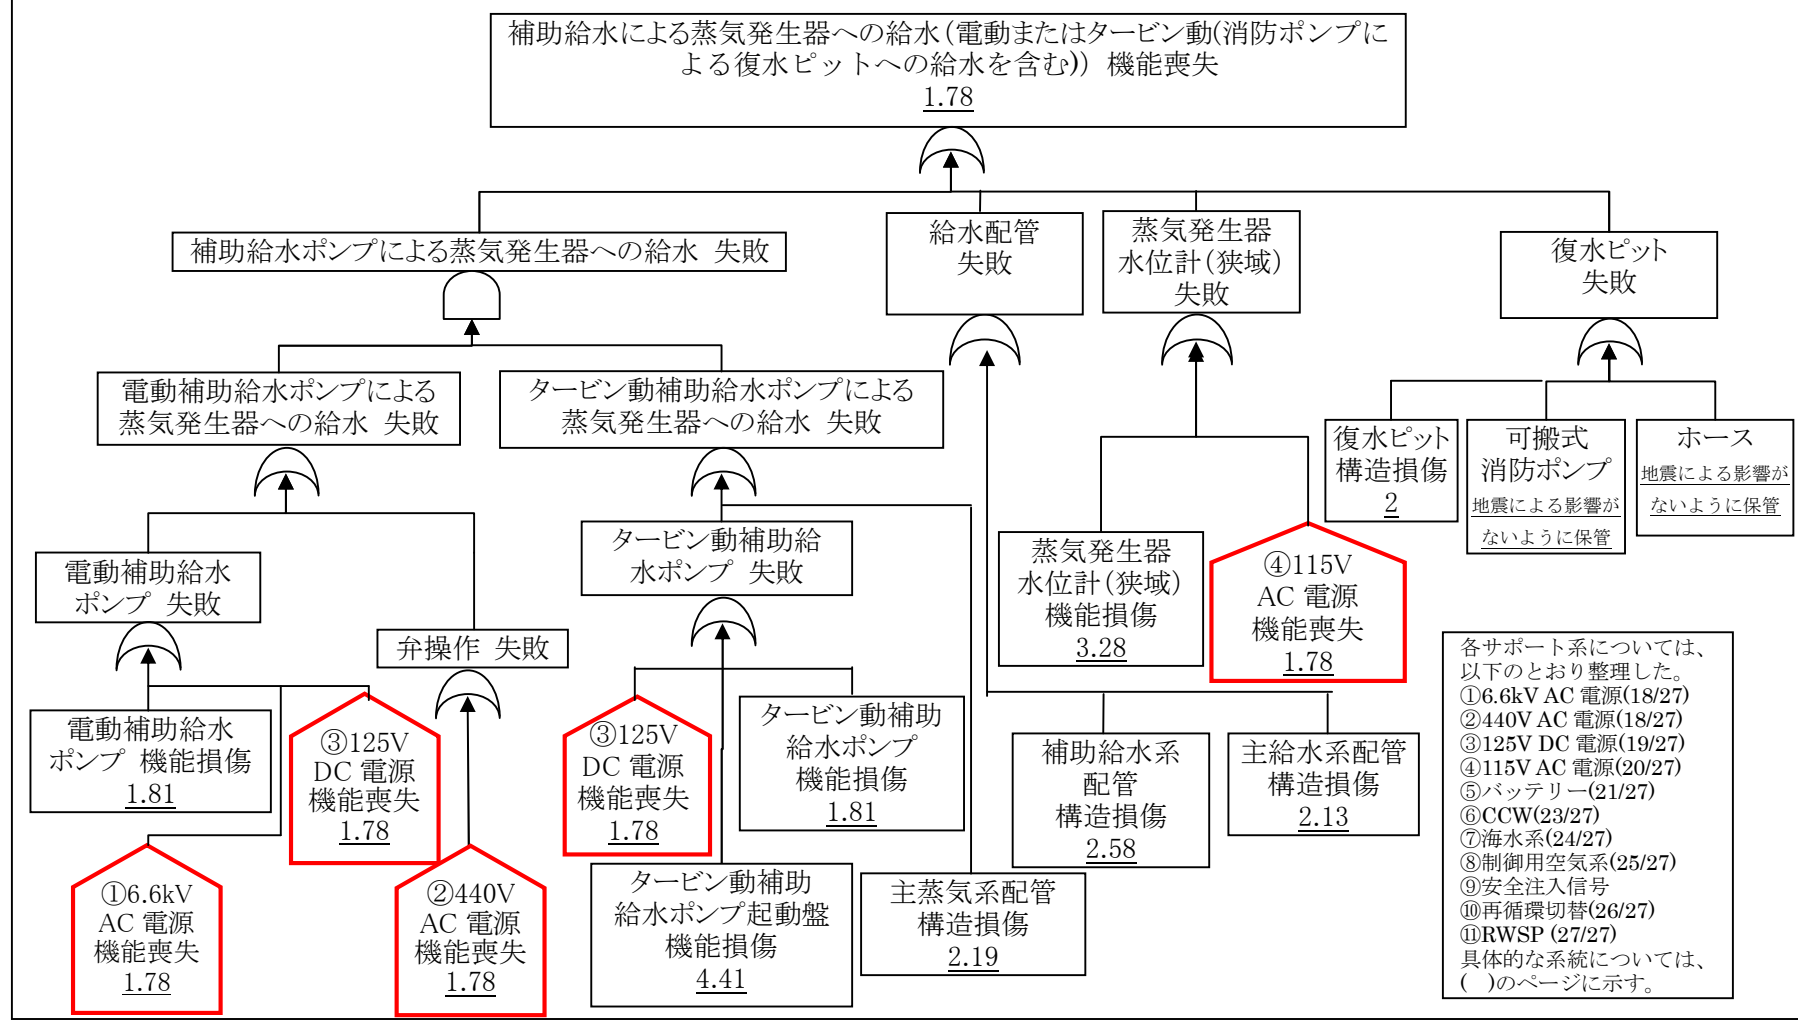 補助給水による蒸気発生器への給水(電動またはタービン動(消防ポンプに
よる復水ピットへの給水を含む)) 機能喪失
1.78
補助給水ポンプによる蒸気発生器への給水 失敗
給水配管
失敗
蒸気発生器
水位計(狭域)
失敗
復水ピット
失敗
電動補助給水ポンプによる
蒸気発生器への給水 失敗
タービン動補助給水ポンプによる
蒸気発生器への給水 失敗
復水ピット
構造損傷
2
可搬式
消防ポンプ
地震による影響が
ないように保管
ホース
地震による影響が
ないように保管
電動補助給水
ポンプ 失敗
弁操作 失敗
タービン動補助給
水ポンプ 失敗
蒸気発生器
水位計(狭域)
機能損傷
3.28
④115V
AC 電源
機能喪失
1.78
電動補助給水
ポンプ 機能損傷
1.81
③125V
DC 電源
機能喪失
1.78
③125V
DC 電源
機能喪失
1.78
タービン動補助
給水ポンプ
機能損傷
1.81
補助給水系
配管
構造損傷
2.58
主給水系配管
構造損傷
2.13
①6.6kV
AC 電源
機能喪失
1.78
②440V
AC 電源
機能喪失
1.78
タービン動補助
給水ポンプ起動盤
機能損傷
4.41
主蒸気系配管
構造損傷
2.19
各サポート系については、
以下のとおり整理した。
①6.6kV AC 電源(18/27)
②440V AC 電源(18/27)
③125V DC 電源(19/27)
④115V AC 電源(20/27)
⑤バッテリー(21/27)
⑥CCW(23/27)
⑦海水系(24/27)
⑧制御用空気系(25/27)
⑨安全注入信号
⑩再循環切替(26/27)
⑪RWSP (27/27)
具体的な系統については、
( )のページに示す。